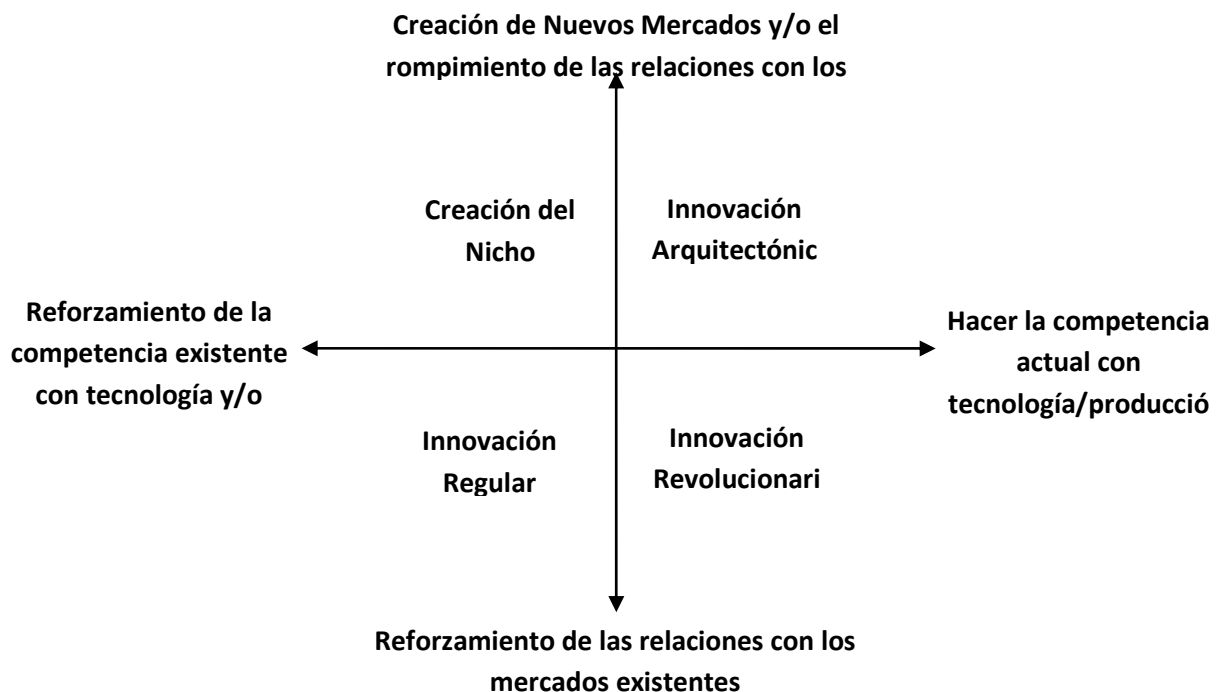 Creación de Nuevos Mercados y/o el
rompimiento de las relaciones con los
Creación del
Nicho
Innovación
Arquitectónic
Reforzamiento de la
competencia existente
con tecnología y/o
Hacer la competencia
actual con
tecnología/producció
Innovación
Regular
Innovación
Revolucionari
Reforzamiento de las relaciones con los
mercados existentes